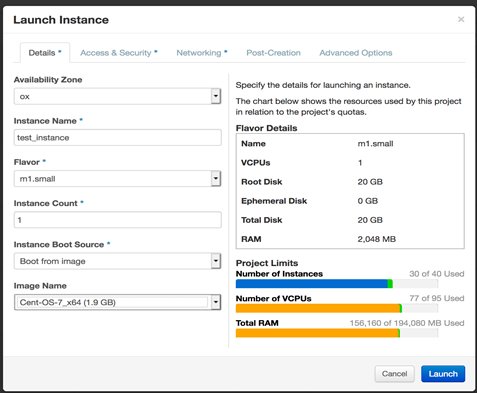 Launch Instance
×
Details *
Access & Security *
Networking *
Post-Creation
Advanced Options
Availability Zone
ox
Instance Name *
test_instance
Flavor *
m1.small
Instance Count *
1
Instance Boot Source *
Boot from image
Image Name
Cent-OS-7_x64 (1.9 GB)
Specify the details for launching an instance.
The chart below shows the resources used by this project
in relation to the project's quotas.
Flavor Details
Name m1.small
VCPUs 1
Root Disk 20 GB
Ephemeral Disk 0 GB
Total Disk 20 GB
RAM 2,048 MB
Project Limits
Number of Instances 30 of 40 Used
Number of VCPUs 77 of 95 Used
Total RAM 156,160 of 194,080 MB Used
Cancel
Launch